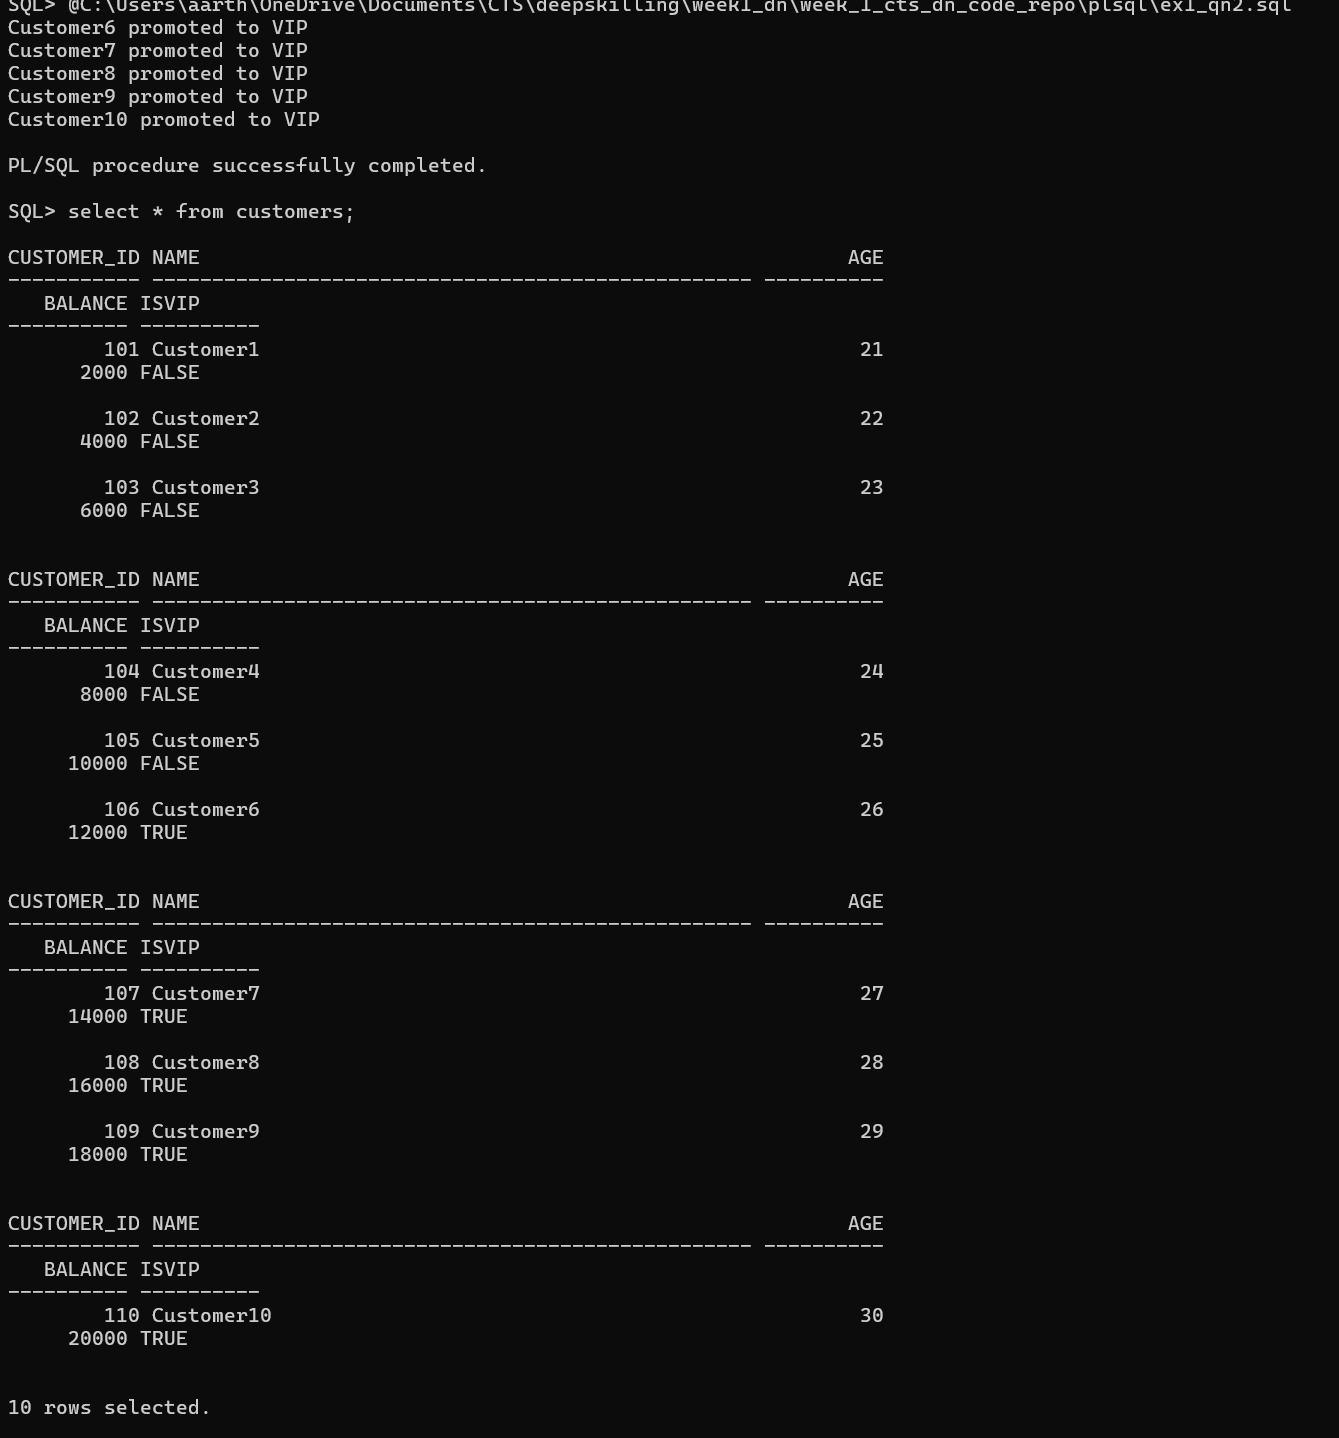 SQL> @C:\Users\aarth\OneDrive\Documents\CTS\deepskilling\week1_dn\week_1_cts_dn_code_repo\plsql\ex1_qn2.sql
Customer6 promoted to VIP
Customer7 promoted to VIP
Customer8 promoted to VIP
Customer9 promoted to VIP
Customer10 promoted to VIP
PL/SQL procedure successfully completed.
SQL> select * from customers;
CUSTOMER_ID NAME                                                      AGE
----------- -------------------------------------------------- ----------
   BALANCE ISVIP
---------- ----------
        101 Customer1                                                  21
      2000 FALSE
        102 Customer2                                                  22
      4000 FALSE
        103 Customer3                                                  23
      6000 FALSE
CUSTOMER_ID NAME                                                      AGE
----------- -------------------------------------------------- ----------
   BALANCE ISVIP
---------- ----------
        104 Customer4                                                  24
      8000 FALSE
        105 Customer5                                                  25
     10000 FALSE
        106 Customer6                                                  26
     12000 TRUE
CUSTOMER_ID NAME                                                      AGE
----------- -------------------------------------------------- ----------
   BALANCE ISVIP
---------- ----------
        107 Customer7                                                  27
     14000 TRUE
        108 Customer8                                                  28
     16000 TRUE
        109 Customer9                                                  29
     18000 TRUE
CUSTOMER_ID NAME                                                      AGE
----------- -------------------------------------------------- ----------
   BALANCE ISVIP
---------- ----------
        110 Customer10                                                 30
     20000 TRUE
10 rows selected.